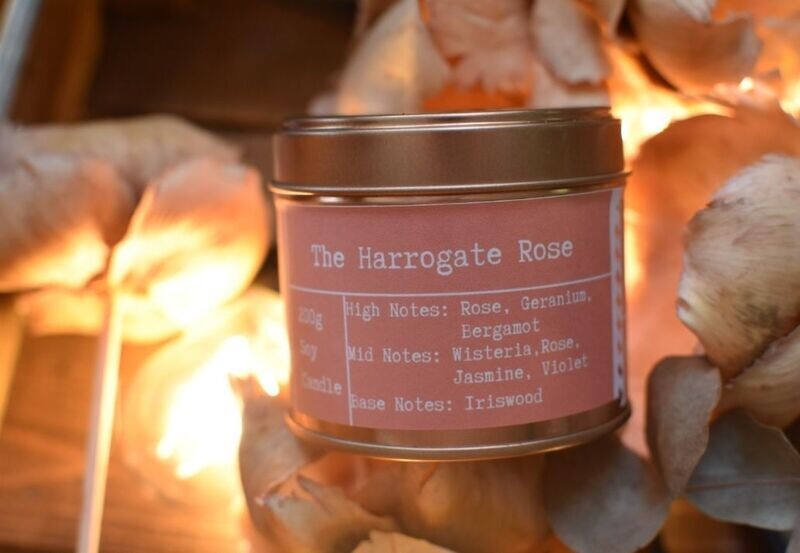 The Harrogate Rose
200g
Soy
Candle
High Notes: Rose, Geranium,
Bergamot
Mid Notes: Wisteria,Rose,
Jasmine, Violet
Base Notes: Iriswood